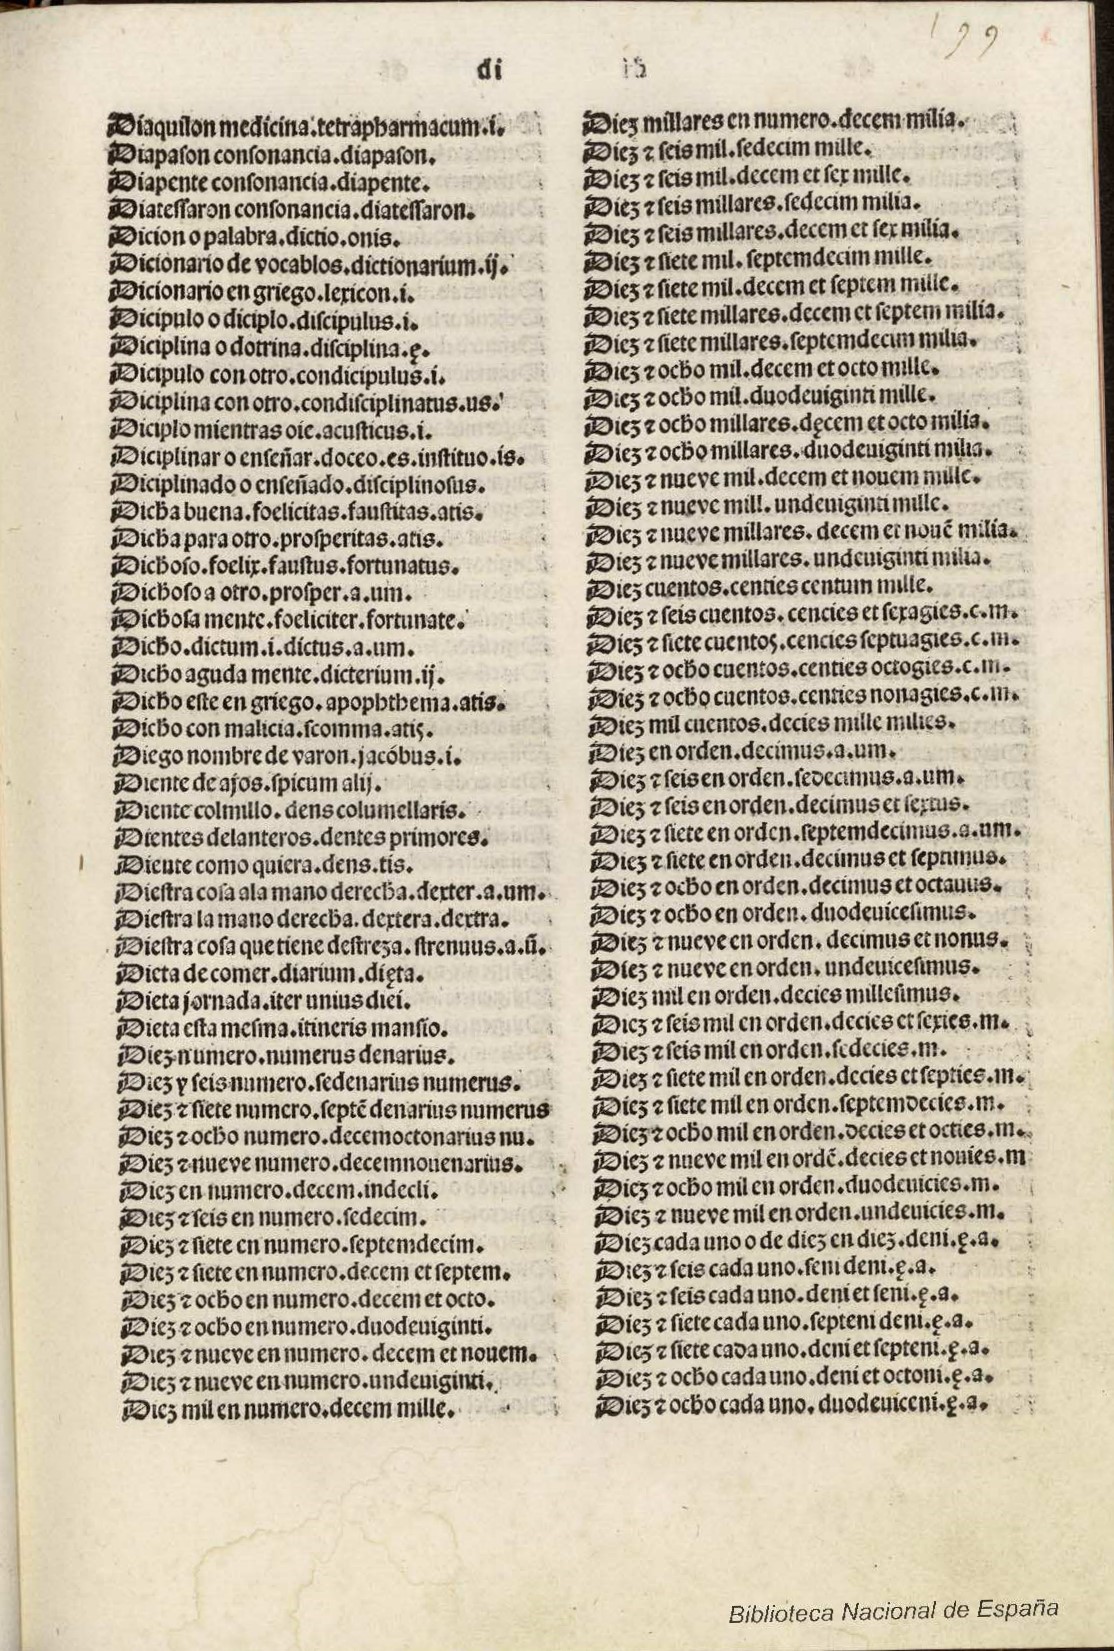 199
di
Diaquilon medicina.tetrapharmacum.i.
Diapason consonancia.diapason.
Diapente consonancia.diapente.
Diatessaron consonancia.diatessaron.
Dicion o palabra.dictio.onis.
Dicionario de vocablos.dictionarium.ij.
Dicionario en griego.lexicon.i.
Dicipulo o diciplo.discipulus.i.
Diciplina o dotrina.disciplina.ę.
Dicipulo con otro.condicipulus.i.
Diciplina con otro.condisciplinatus.us.
Diciplo mientras oie.acusticus.i.
Diciplinar o enseñar.doceo.es.instituo.is.
Diciplinado o enseñado.disciplinosus.
Dicha buena.foelicitas.faustitas.atis.
Dicha para otro.prosperitas.atis.
Dichoso.foelix.faustus.fortunatus.
Dichoso a otro.prosper.a.um.
Dichosa mente.foeliciter.fortunate.
Dicho.dictum.i.dictus.a.um.
Dicho aguda mente.dicterium.ij.
Dicho este en griego.apophthema.atis.
Dicho con malicia.scomma.atis.
Diego nombre de varon.jacobus.i.
Diente de ajos.spicum alij.
Diente colmillo.dens columellaris.
Dientes delanteros.dentes primores.
Diente como quiera.dens.tis.
Diestra cosa ala mano derecha.dexter.a.um.
Diestra la mano derecha.dextera.dextra.
Diestra cosa que tiene destreza.strenuus.a.ũ.
Dieta de comer.diarium.dięta.
Dieta jornada.iter unius diei.
Dieta esta mesma.itineris mansio.
Diez numero.numerus denarius.
Diez y seis numero.sedenarius numerus.
Diez ⁊ siete numero.septẽ denarius numerus
Diez ⁊ ocho numero.decemoctonarius nu.
Diez ⁊ nueve numero.decemnouenarius.
Diez en numero.decem.indecli.
Diez ⁊ seis en numero.sedecim.
Diez ⁊ siete en numero.septemdecim.
Diez ⁊ siete en numero.decem et septem.
Diez ⁊ ocho en numero.decem et octo.
Diez ⁊ ocho en numero.duodeuiginti.
Diez ⁊ nueve en numero.decem et nouem.
Diez ⁊ nueve en numero.undeuiginti.
Diez mil en numero.decem mille.
Diez millares en numero.decem milia.
Diez ⁊ seis mil.sedecim mille.
Diez ⁊ seis mil.decem et sex mille.
Diez ⁊ seis millares.sedecim milia.
Diez ⁊ seis millares.decem et sex milia.
Diez ⁊ siete mil.septemdecim mille.
Diez ⁊ siete mil.decem et septem mille.
Diez ⁊ siete millares.decem et septem milia.
Diez ⁊ siete millares.septemdecim milia.
Diez ⁊ ocho mil.decem et octo mille.
Diez ⁊ ocho mil.duodeuiginti mille.
Diez ⁊ ocho millares.dęcem et octo milia.
Diez ⁊ ocho millares.duodeuiginti milia.
Diez ⁊ nueve mil.decem et nouem mille.
Diez ⁊ nueve mill.undeuiginti mille.
Diez ⁊ nueve millares.decem et nouẽ milia.
Diez ⁊ nueve millares.undeuiginti milia.
Diez cuentos.centies centum mille.
Diez ⁊ seis cuentos.cencies et sexagies.c.m.
Diez ⁊ siete cuentos.cencies septuagies.c.m.
Diez ⁊ ocho cuentos.centies octogies.c.m.
Diez ⁊ ocho cuentos.centies nonagies.c.m.
Diez mil cuentos.decies mille milies.
Diez en orden.decimus.a.um.
Diez ⁊ seis en orden.sedecimus.a.um.
Diez ⁊ seis en orden.decimus et sextus.
Diez ⁊ siete en orden.septemdecimus.a.um.
Diez ⁊ siete en orden.decimus et septimus.
Diez ⁊ ocho en orden.decimus et octauus.
Diez ⁊ ocho en orden.duodeuicesimus.
Diez ⁊ nueve en orden.decimus et nonus.
Diez ⁊ nueve en orden.undeuicesimus.
Diez mil en orden.decies millesimus.
Diez ⁊ seis mil en orden.decies et sexies.m.
Diez ⁊ seis mil en orden.sedecies.m.
Diez ⁊ siete mil en orden.decies et septies.m.
Diez ⁊ siete mil en orden.septemdecies.m.
Diez ⁊ ocho mil en orden.decies et octies.m.
Diez ⁊ nueve mil en ordẽ.decies et nouies.m
Diez ⁊ ocho mil en orden.duodeuicies.m.
Diez ⁊ nueve mil en orden.undeuicies.m.
Diez cada uno o de diez en diez.deni.ę.a.
Diez ⁊ seis cada uno.seni deni.ę.a.
Diez ⁊ seis cada uno.deni et seni.ę.a.
Diez ⁊ siete cada uno.septeni deni.ę.a.
Diez ⁊ siete cada uno.deni et septeni.ę.a.
Diez ⁊ ocho cada uno.deni et octoni.ę.a.
Diez ⁊ ocho cada uno.duodeuiceni.ę.a.
Biblioteca Nacional de España